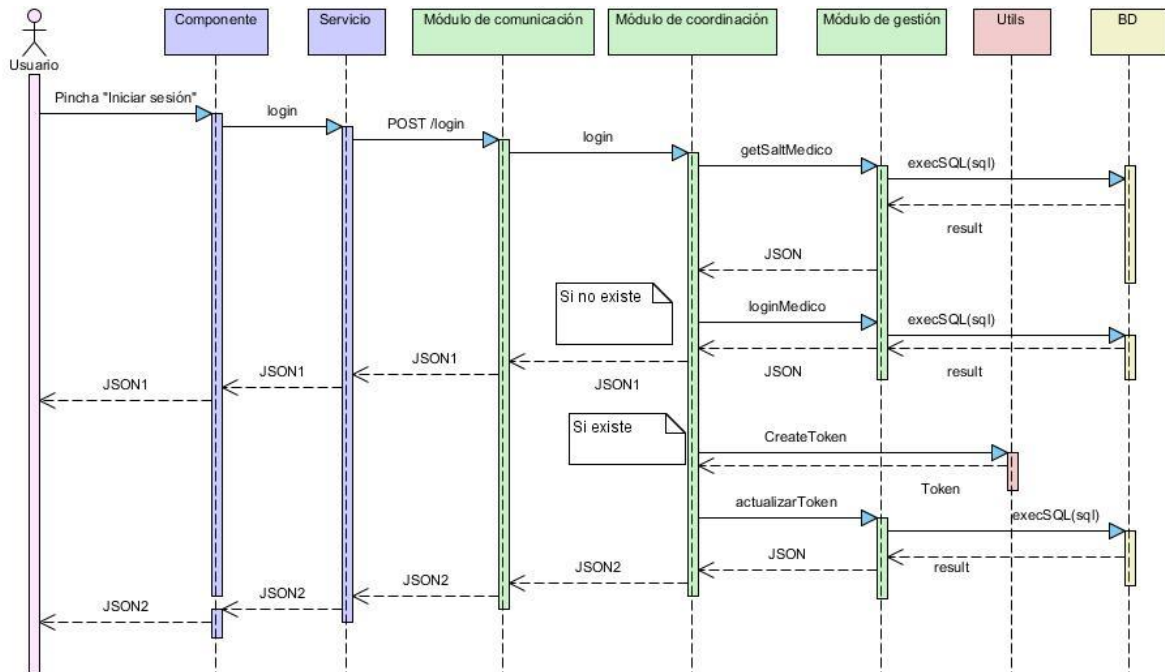 Componente
Servicio
Módulo de comunicación
Módulo de coordinación
Módulo de gestión
Utils
BD
Usuario
Pincha "Iniciar sesión"
login
POST /login
login
getSaltMedico
execSQL(sql)
result
JSON
Si no existe
loginMedico
execSQL(sql)
JSON
result
JSON1
JSON1
JSON1
JSON1
Si existe
CreateToken
Token
actualizarToken
execSQL(sql)
JSON
result
JSON2
JSON2
JSON2
JSON2